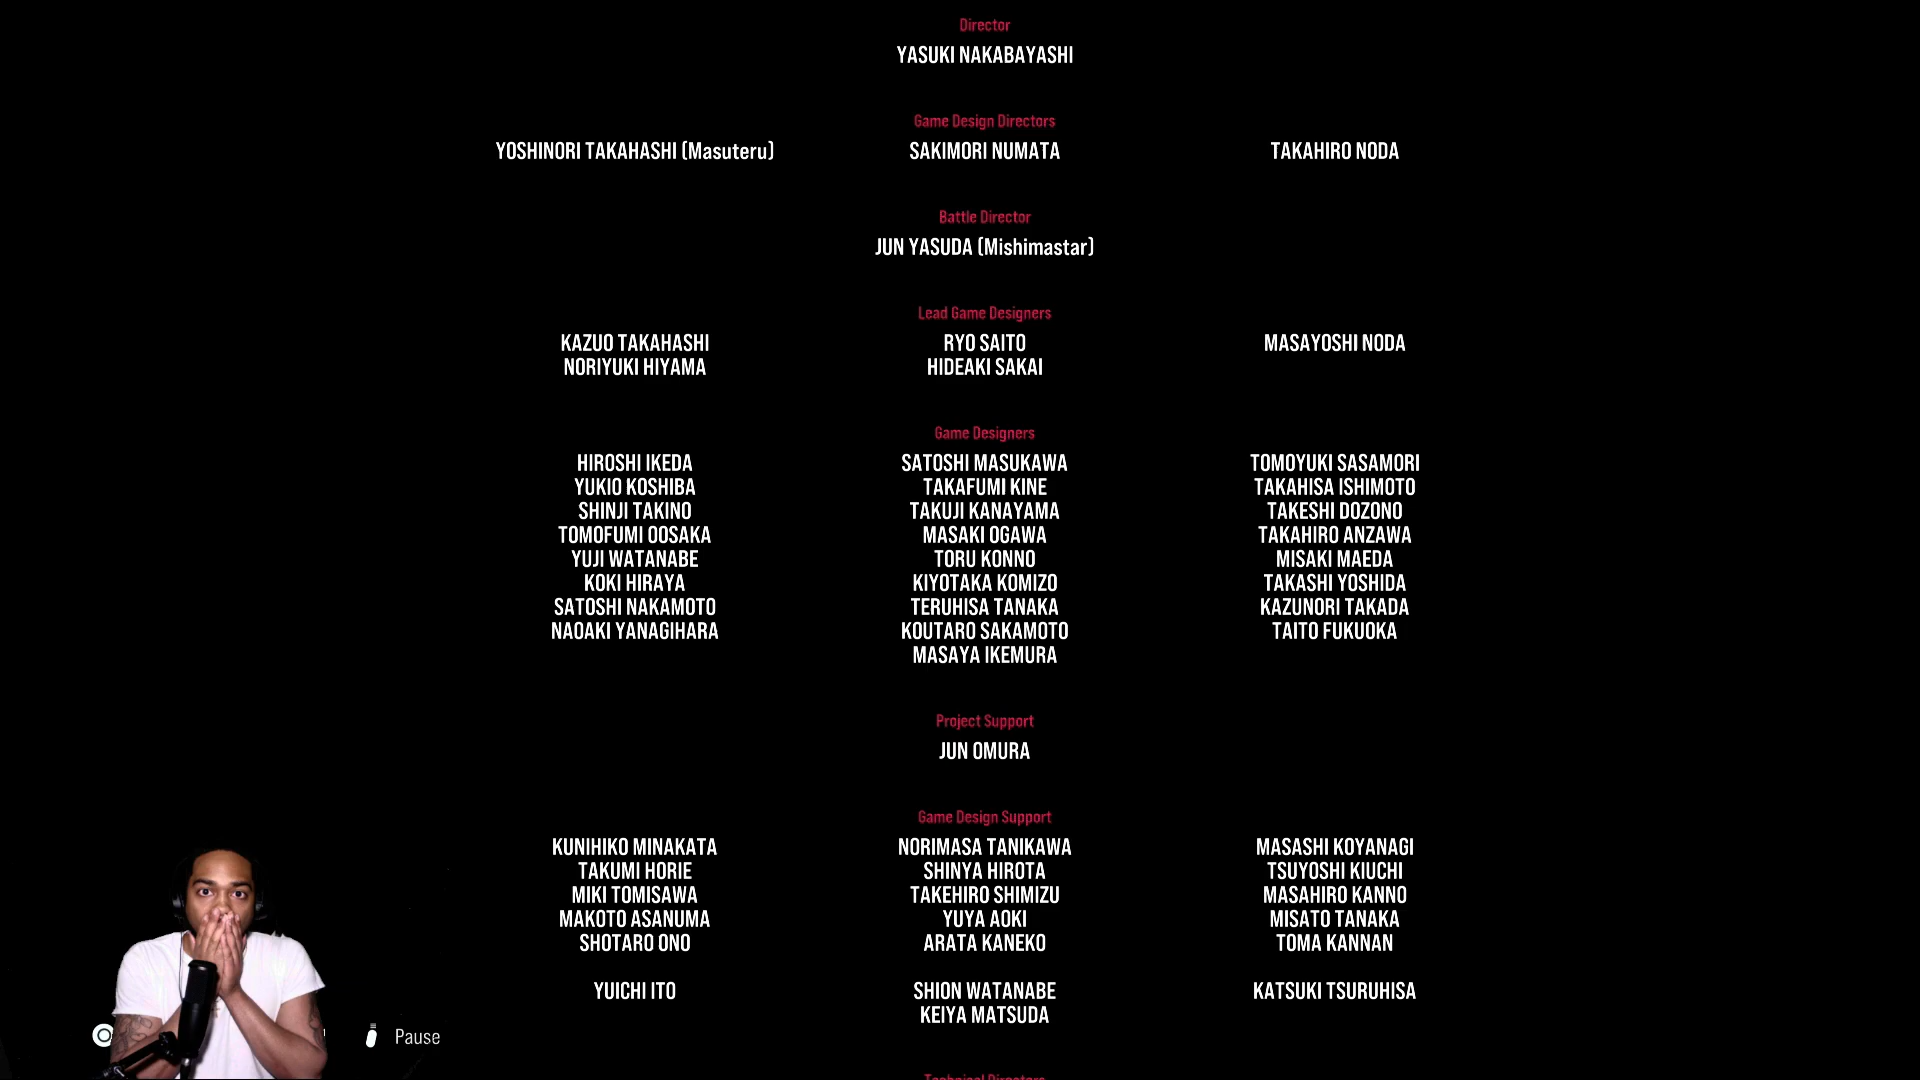 Director
YASUKI NAKABAYASHI
Game Design Directors
YOSHINORI TAKAHASHI (Masuteru) SAKIMORI NUMATA TAKAHIRO NODA
Battle Director
JUN YASUDA (Mishimastar)
Lead Game Designers
KAZUO TAKAHASHI RYO SAITO MASAYOSHI NODA
NORIYUKI HIYAMA HIDEAKI SAKAI
Game Designers
HIROSHI IKEDA SATOSHI MASUKAWA TOMOYUKI SASAMORI
YUKIO KOSHIBA TAKAFUMI KINE TAKAHISA ISHIMOTO
SHINJI TAKINO TAKUJI KANAYAMA TAKESHI DOZONO
TOMOFUMI OOSAKA MASAKI OGAWA TAKAHIRO ANZAWA
YUJI WATANABE TORU KONNO MISAKI MAEDA
KOKI HIRAYA KIYOTAKA KOMIZO TAKASHI YOSHIDA
SATOSHI NAKAMOTO TERUHISA TANAKA KAZUNORI TAKADA
NAOAKI YANAGIHARA KOUTARO SAKAMOTO TAITO FUKUOKA
MASAYA IKEMURA
Project Support
JUN OMURA
Game Design Support
KUNIHIKO MINAKATA NORIMASA TANIKAWA MASASHI KOYANAGI
TAKUMI HORIE SHINYA HIROTA TSUYOSHI KIUCHI
MIKI TOMISAWA TAKEHIRO SHIMIZU MASAHIRO KANNO
MAKOTO ASANUMA YUYA AOKI MISATO TANAKA
SHOTARO ONO ARATA KANEKO TOMA KANNAN
YUICHI ITO SHION WATANABE KATSUKI TSURUHISA
KEIYA MATSUDA
Pause
Technical Directors